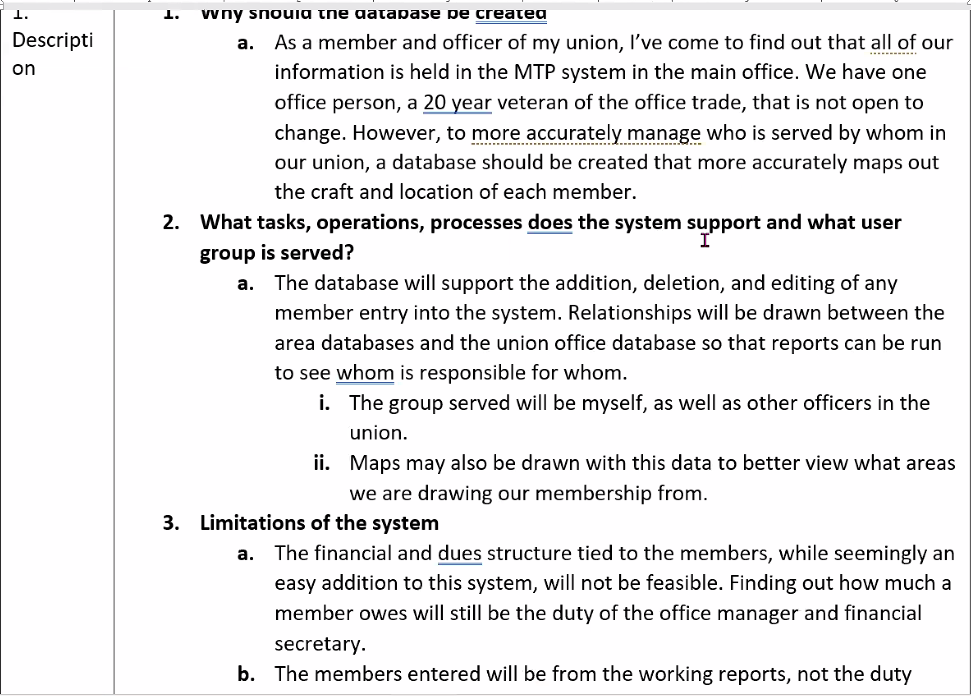 1.
Descripti
on
1. Why should the database be created
a. As a member and officer of my union, I've come to find out that all of our
information is held in the MTP system in the main office. We have one
office person, a 20 year veteran of the office trade, that is not open to
change. However, to more accurately manage who is served by whom in
our union, a database should be created that more accurately maps out
the craft and location of each member.
2. What tasks, operations, processes does the system support and what user
group is served?
a. The database will support the addition, deletion, and editing of any
member entry into the system. Relationships will be drawn between the
area databases and the union office database so that reports can be run
to see whom is responsible for whom.
i. The group served will be myself, as well as other officers in the
union.
ii. Maps may also be drawn with this data to better view what areas
we are drawing our membership from.
3. Limitations of the system
a. The financial and dues structure tied to the members, while seemingly an
easy addition to this system, will not be feasible. Finding out how much a
member owes will still be the duty of the office manager and financial
secretary.
b. The members entered will be from the working reports, not the duty